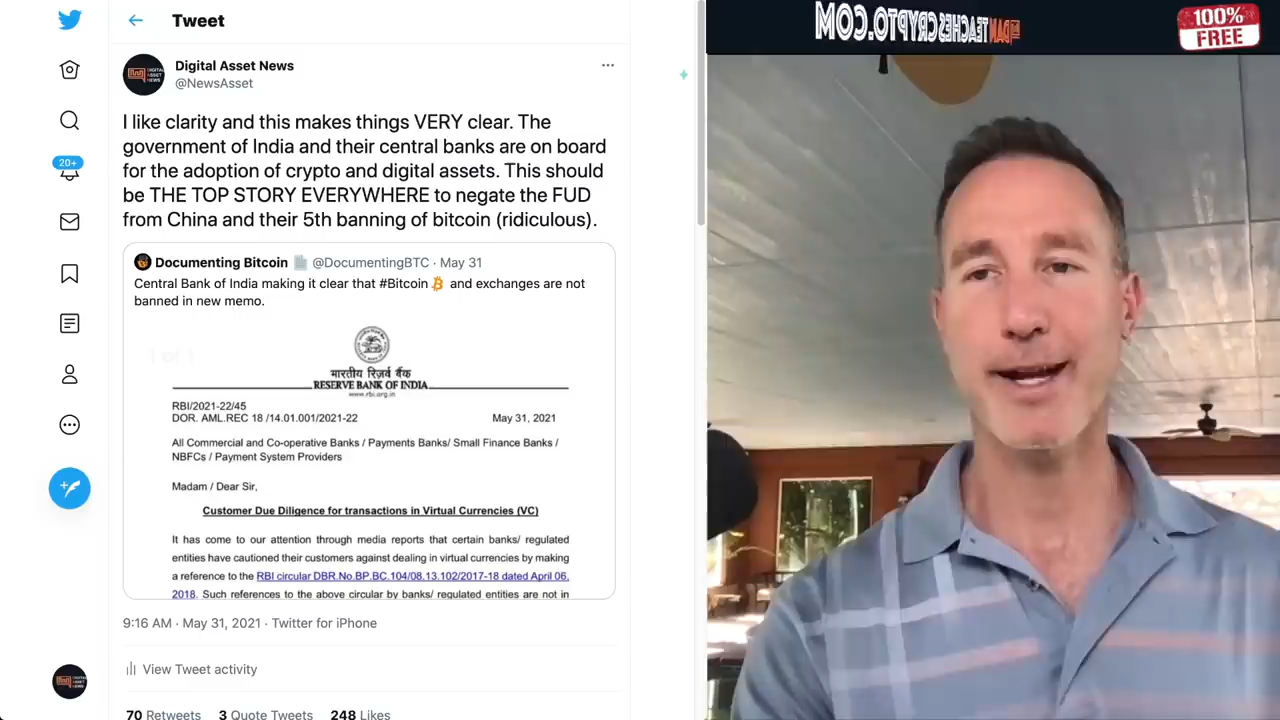 Tweet
Digital Asset News
@NewsAsset
I like clarity and this makes things VERY clear. The
government of India and their central banks are on board
for the adoption of crypto and digital assets. This should
be THE TOP STORY EVERYWHERE to negate the FUD
from China and their 5th banning of bitcoin (ridiculous).
Documenting Bitcoin 📄 @DocumentingBTC · May 31
Central Bank of India making it clear that #Bitcoin and exchanges are not
banned in new memo.
1 of 1
भारतीय रिज़र्व बैंक
RESERVE BANK OF INDIA
www.rbi.org.in
RBI/2021-22/45
DOR. AML.REC 18 /14.01.001/2021-22 May 31, 2021
All Commercial and Co-operative Banks / Payments Banks/ Small Finance Banks /
NBFCs / Payment System Providers
Madam / Dear Sir,
Customer Due Diligence for transactions in Virtual Currencies (VC)
It has come to our attention through media reports that certain banks/ regulated
entities have cautioned their customers against dealing in virtual currencies by making
a reference to the RBI circular DBR.No.BP.BC.104/08.13.102/2017-18 dated April 06,
2018. Such references to the above circular by banks/ regulated entities are not in
9:16 AM · May 31, 2021 · Twitter for iPhone
View Tweet activity
70 Retweets 3 Quote Tweets 248 Likes
20+
DANTEACHESCRYPTO.COM
100%
FREE